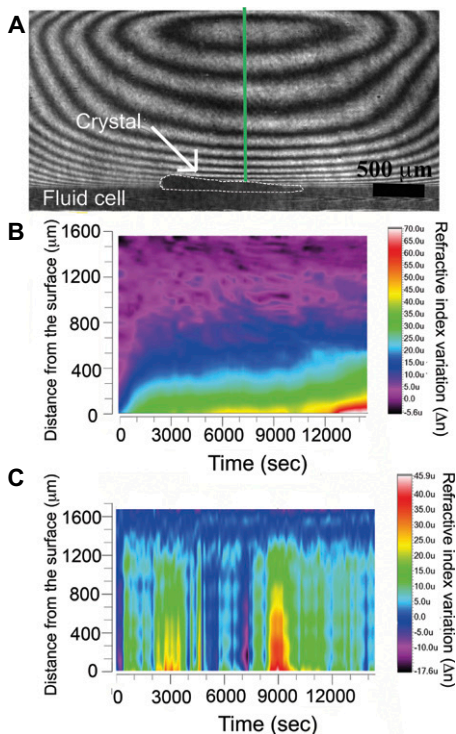 A
Crystal
500 μm
Fluid cell
B
Distance from the surface (μm)
1600
1200
800
400
0
0 3000 6000 9000 12000
Time (sec)
70.0u
65.0u
60.0u
55.0u
50.0u
45.0u
40.0u
35.0u
30.0u
25.0u
20.0u
15.0u
10.0u
5.0u
0.0u
-5.6u
Refractive index variation (Δn)
C
Distance from the surface (μm)
1600
1200
800
400
0
0 3000 6000 9000 12000
Time (sec)
45.9u
40.0u
35.0u
30.0u
25.0u
20.0u
15.0u
10.0u
5.0u
0.0u
-5.0u
-10.0u
-17.6u
Refractive index variation (Δn)